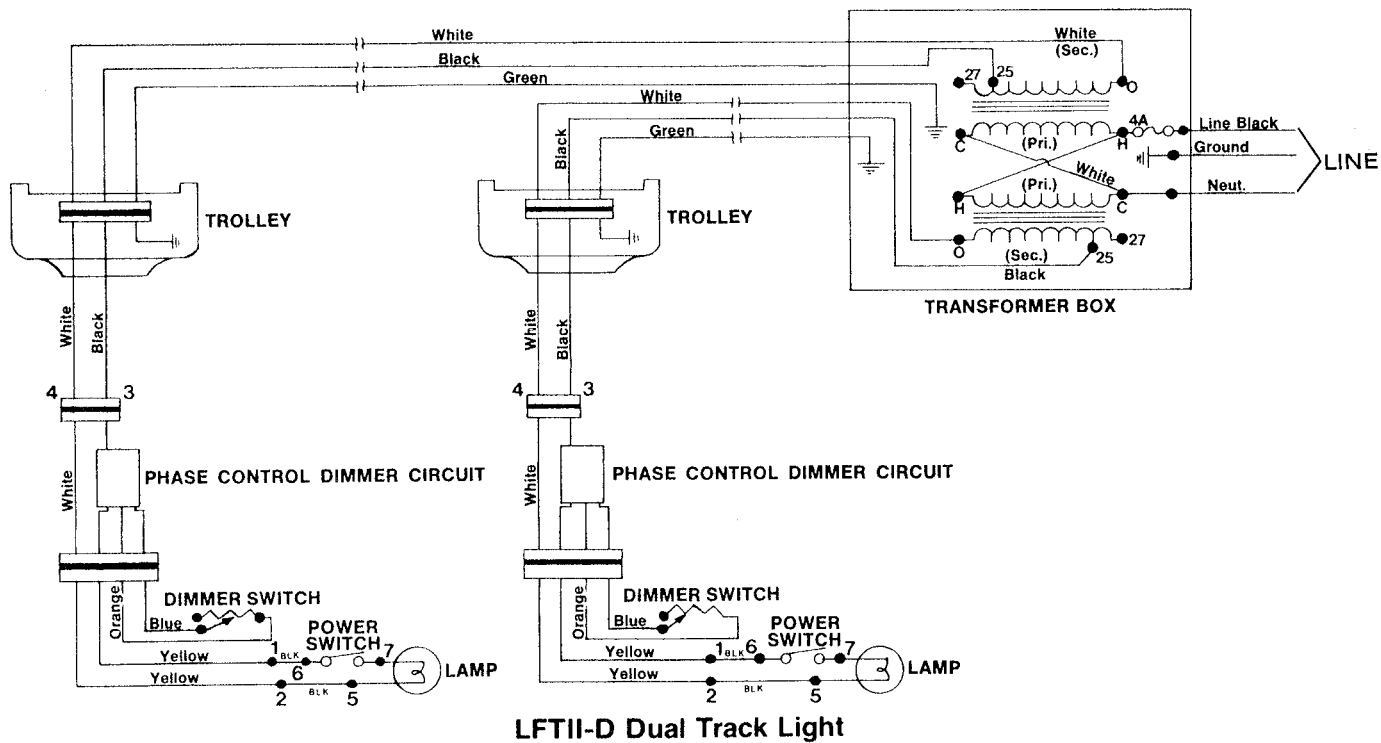 White
Black
Green
White
Black
Green
White
(Sec.)
27
25
O
4A
C
(Pri.)
H
Line Black
Ground
LINE
White
(Pri.)
H
C
Neut.
O
(Sec.)
25
27
Black
TRANSFORMER BOX
TROLLEY
TROLLEY
White
Black
White
Black
4
3
4
3
White
PHASE CONTROL DIMMER CIRCUIT
White
PHASE CONTROL DIMMER CIRCUIT
Orange
DIMMER SWITCH
Blue
POWER
SWITCH
1
BLK
6
7
Yellow
Yellow
2
BLK
5
LAMP
Orange
DIMMER SWITCH
Blue
POWER
SWITCH
1
BLK
6
7
Yellow
Yellow
2
BLK
5
LAMP
LFTII-D Dual Track Light